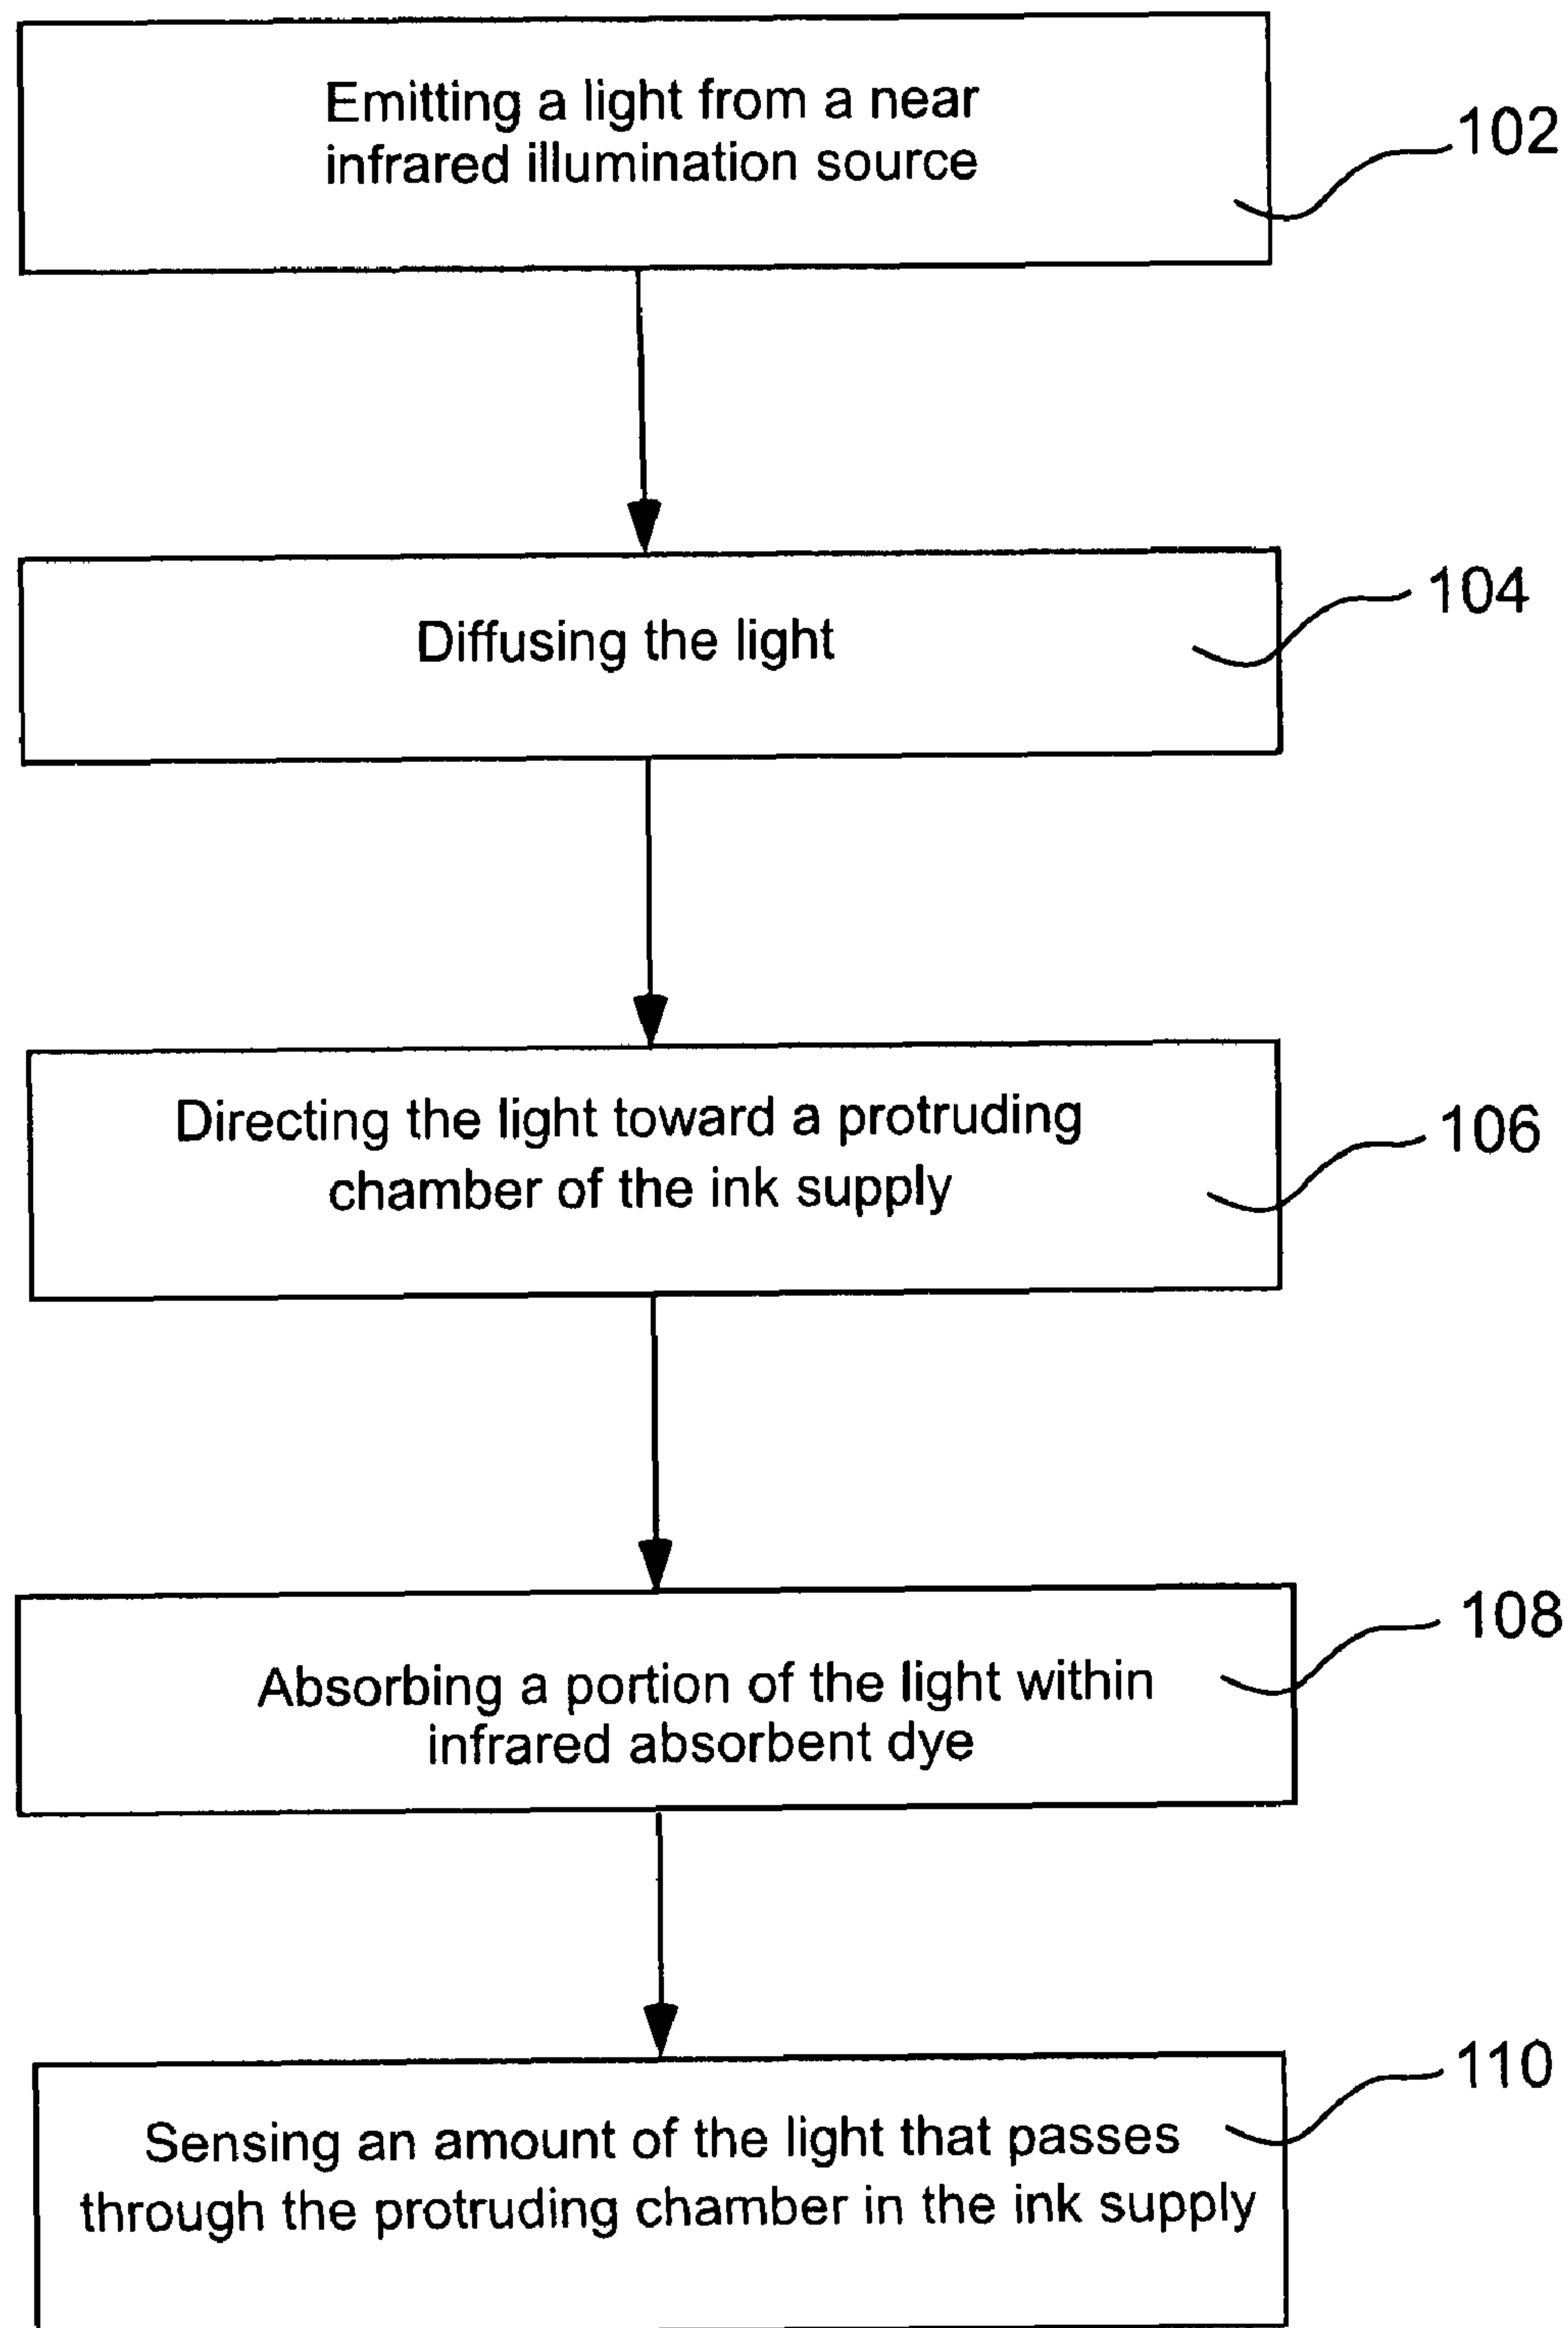 Emitting a light from a near
infrared illumination source
102
Diffusing the light
104
Directing the light toward a protruding
chamber of the ink supply
106
Absorbing a portion of the light within
infrared absorbent dye
108
Sensing an amount of the light that passes
through the protruding chamber in the ink supply
110